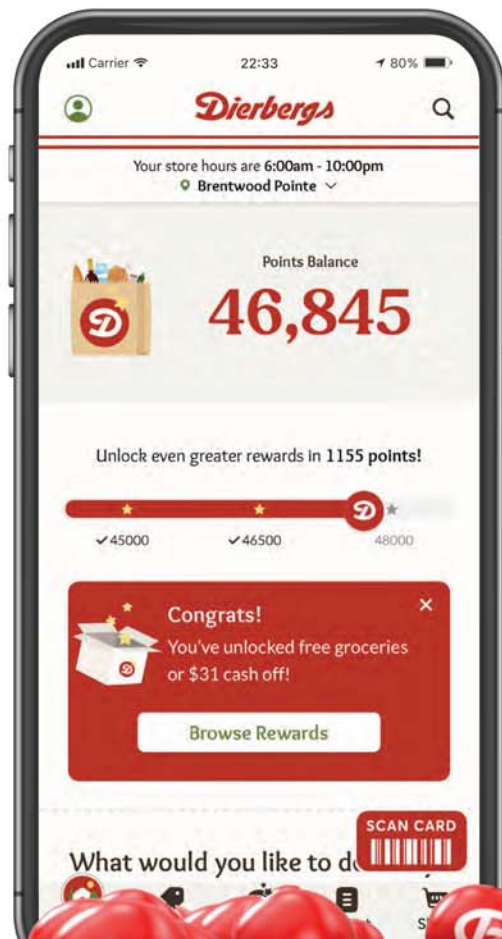 Carrier 22:33 80%
Dierbergs
Your store hours are 6:00am - 10:00pm
Brentwood Pointe
D
Points Balance
46,845
Unlock even greater rewards in 1155 points!
D
✓45000 ✓46500 48000
Congrats!
You've unlocked free groceries
or $31 cash off!
D
Browse Rewards
SCAN CARD
What would you like to do
D